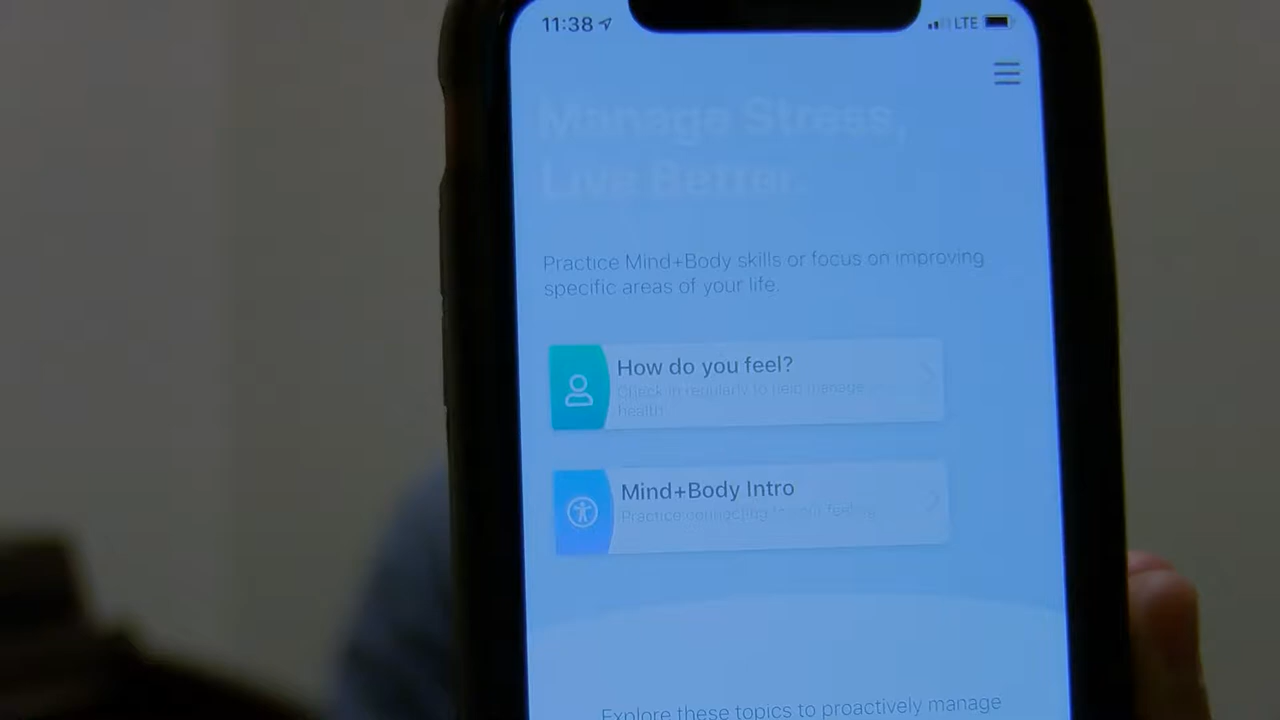 11:38
LTE
Manage Stress,
Live Better.
Practice Mind+Body skills or focus on improving
specific areas of your life.
How do you feel?
Check in regularly to help manage
health.
Mind+Body Intro
Practice connecting to your feelings
Explore these topics to proactively manage